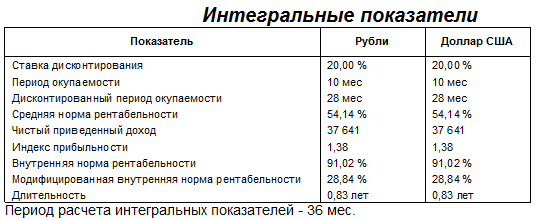 Интегральные показатели
Показатель Рубли Доллар США
Ставка дисконтирования 20,00 % 20,00 %
Период окупаемости 10 мес 10 мес
Дисконтированный период окупаемости 28 мес 28 мес
Средняя норма рентабельности 54,14 % 54,14 %
Чистый приведенный доход 37 641 37 641
Индекс прибыльности 1,38 1,38
Внутренняя норма рентабельности 91,02 % 91,02 %
Модифицированная внутренняя норма рентабельности 28,84 % 28,84 %
Длительность 0,83 лет 0,83 лет
Период расчета интегральных показателей - 36 мес.